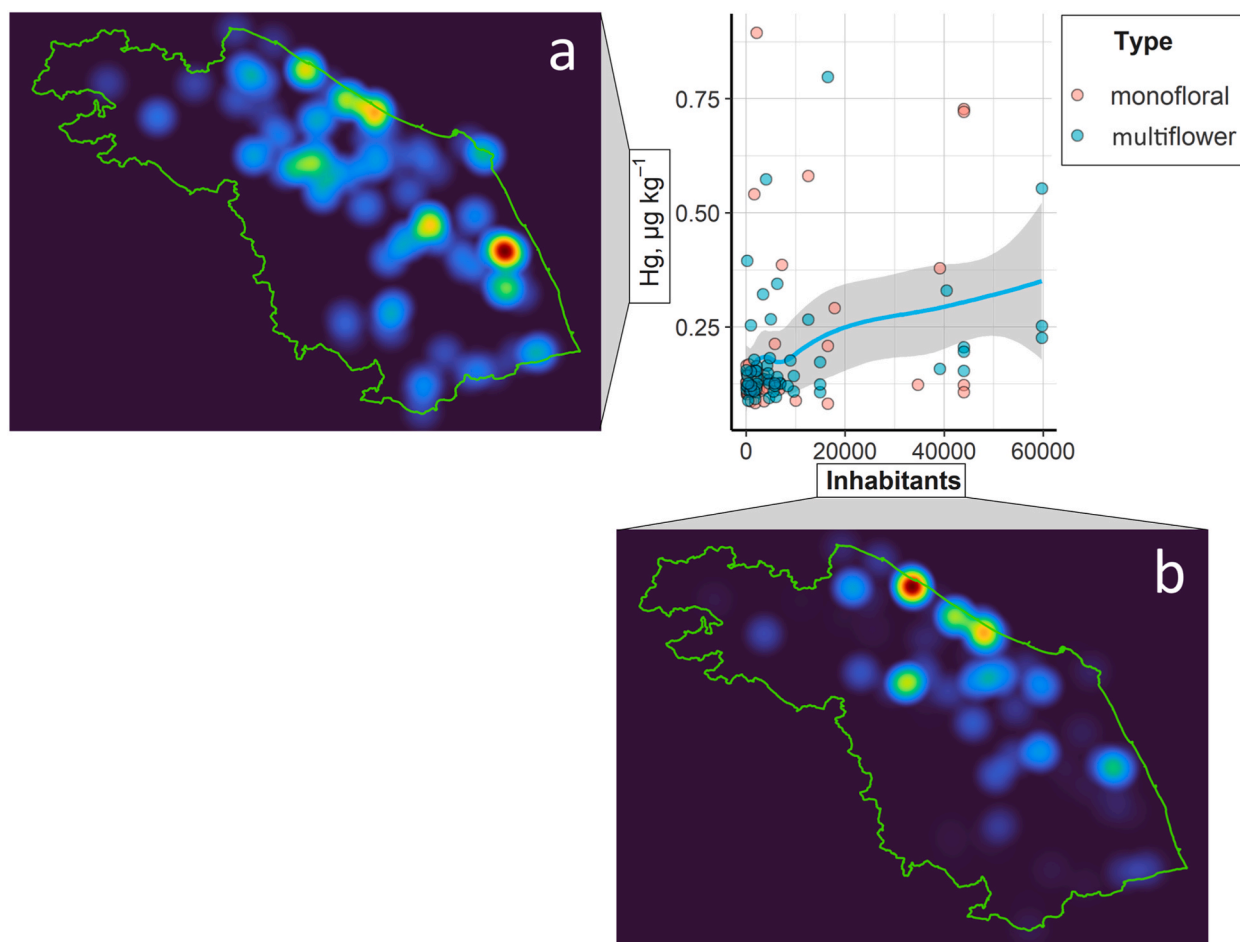 a
Hg, µg kg⁻¹
0.75
0.50
0.25
0
20000
40000
60000
Inhabitants
Type
monofloral
multiflower
b